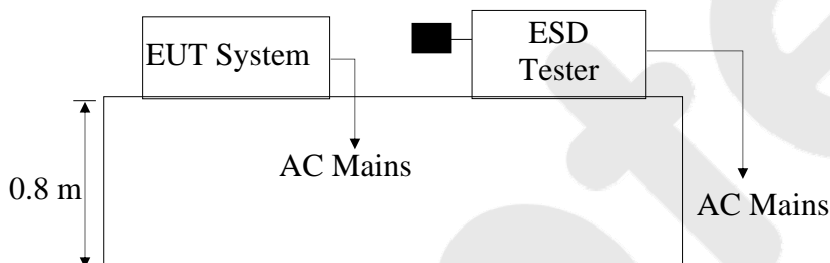 EUT System
ESD
Tester
AC Mains
0.8 m
AC Mains